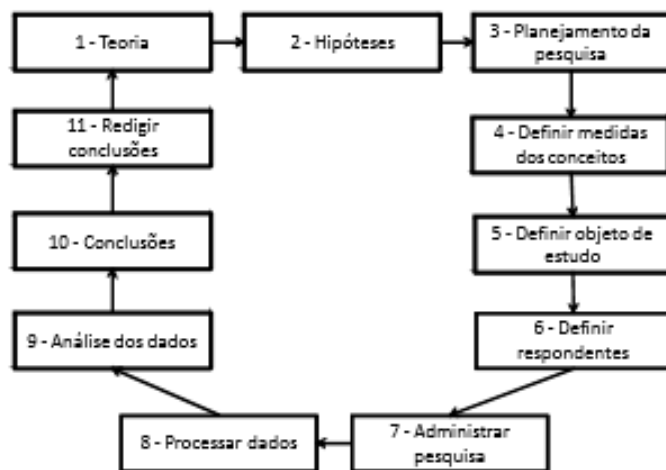 1 - Teoria
2 - Hipóteses
3 - Planejamento da
pesquisa
4 - Definir medidas
dos conceitos
5 - Definir objeto de
estudo
6 - Definir
respondentes
7 - Administrar
pesquisa
8 - Processar dados
9 - Análise dos dados
10 - Conclusões
11 - Redigir
conclusões